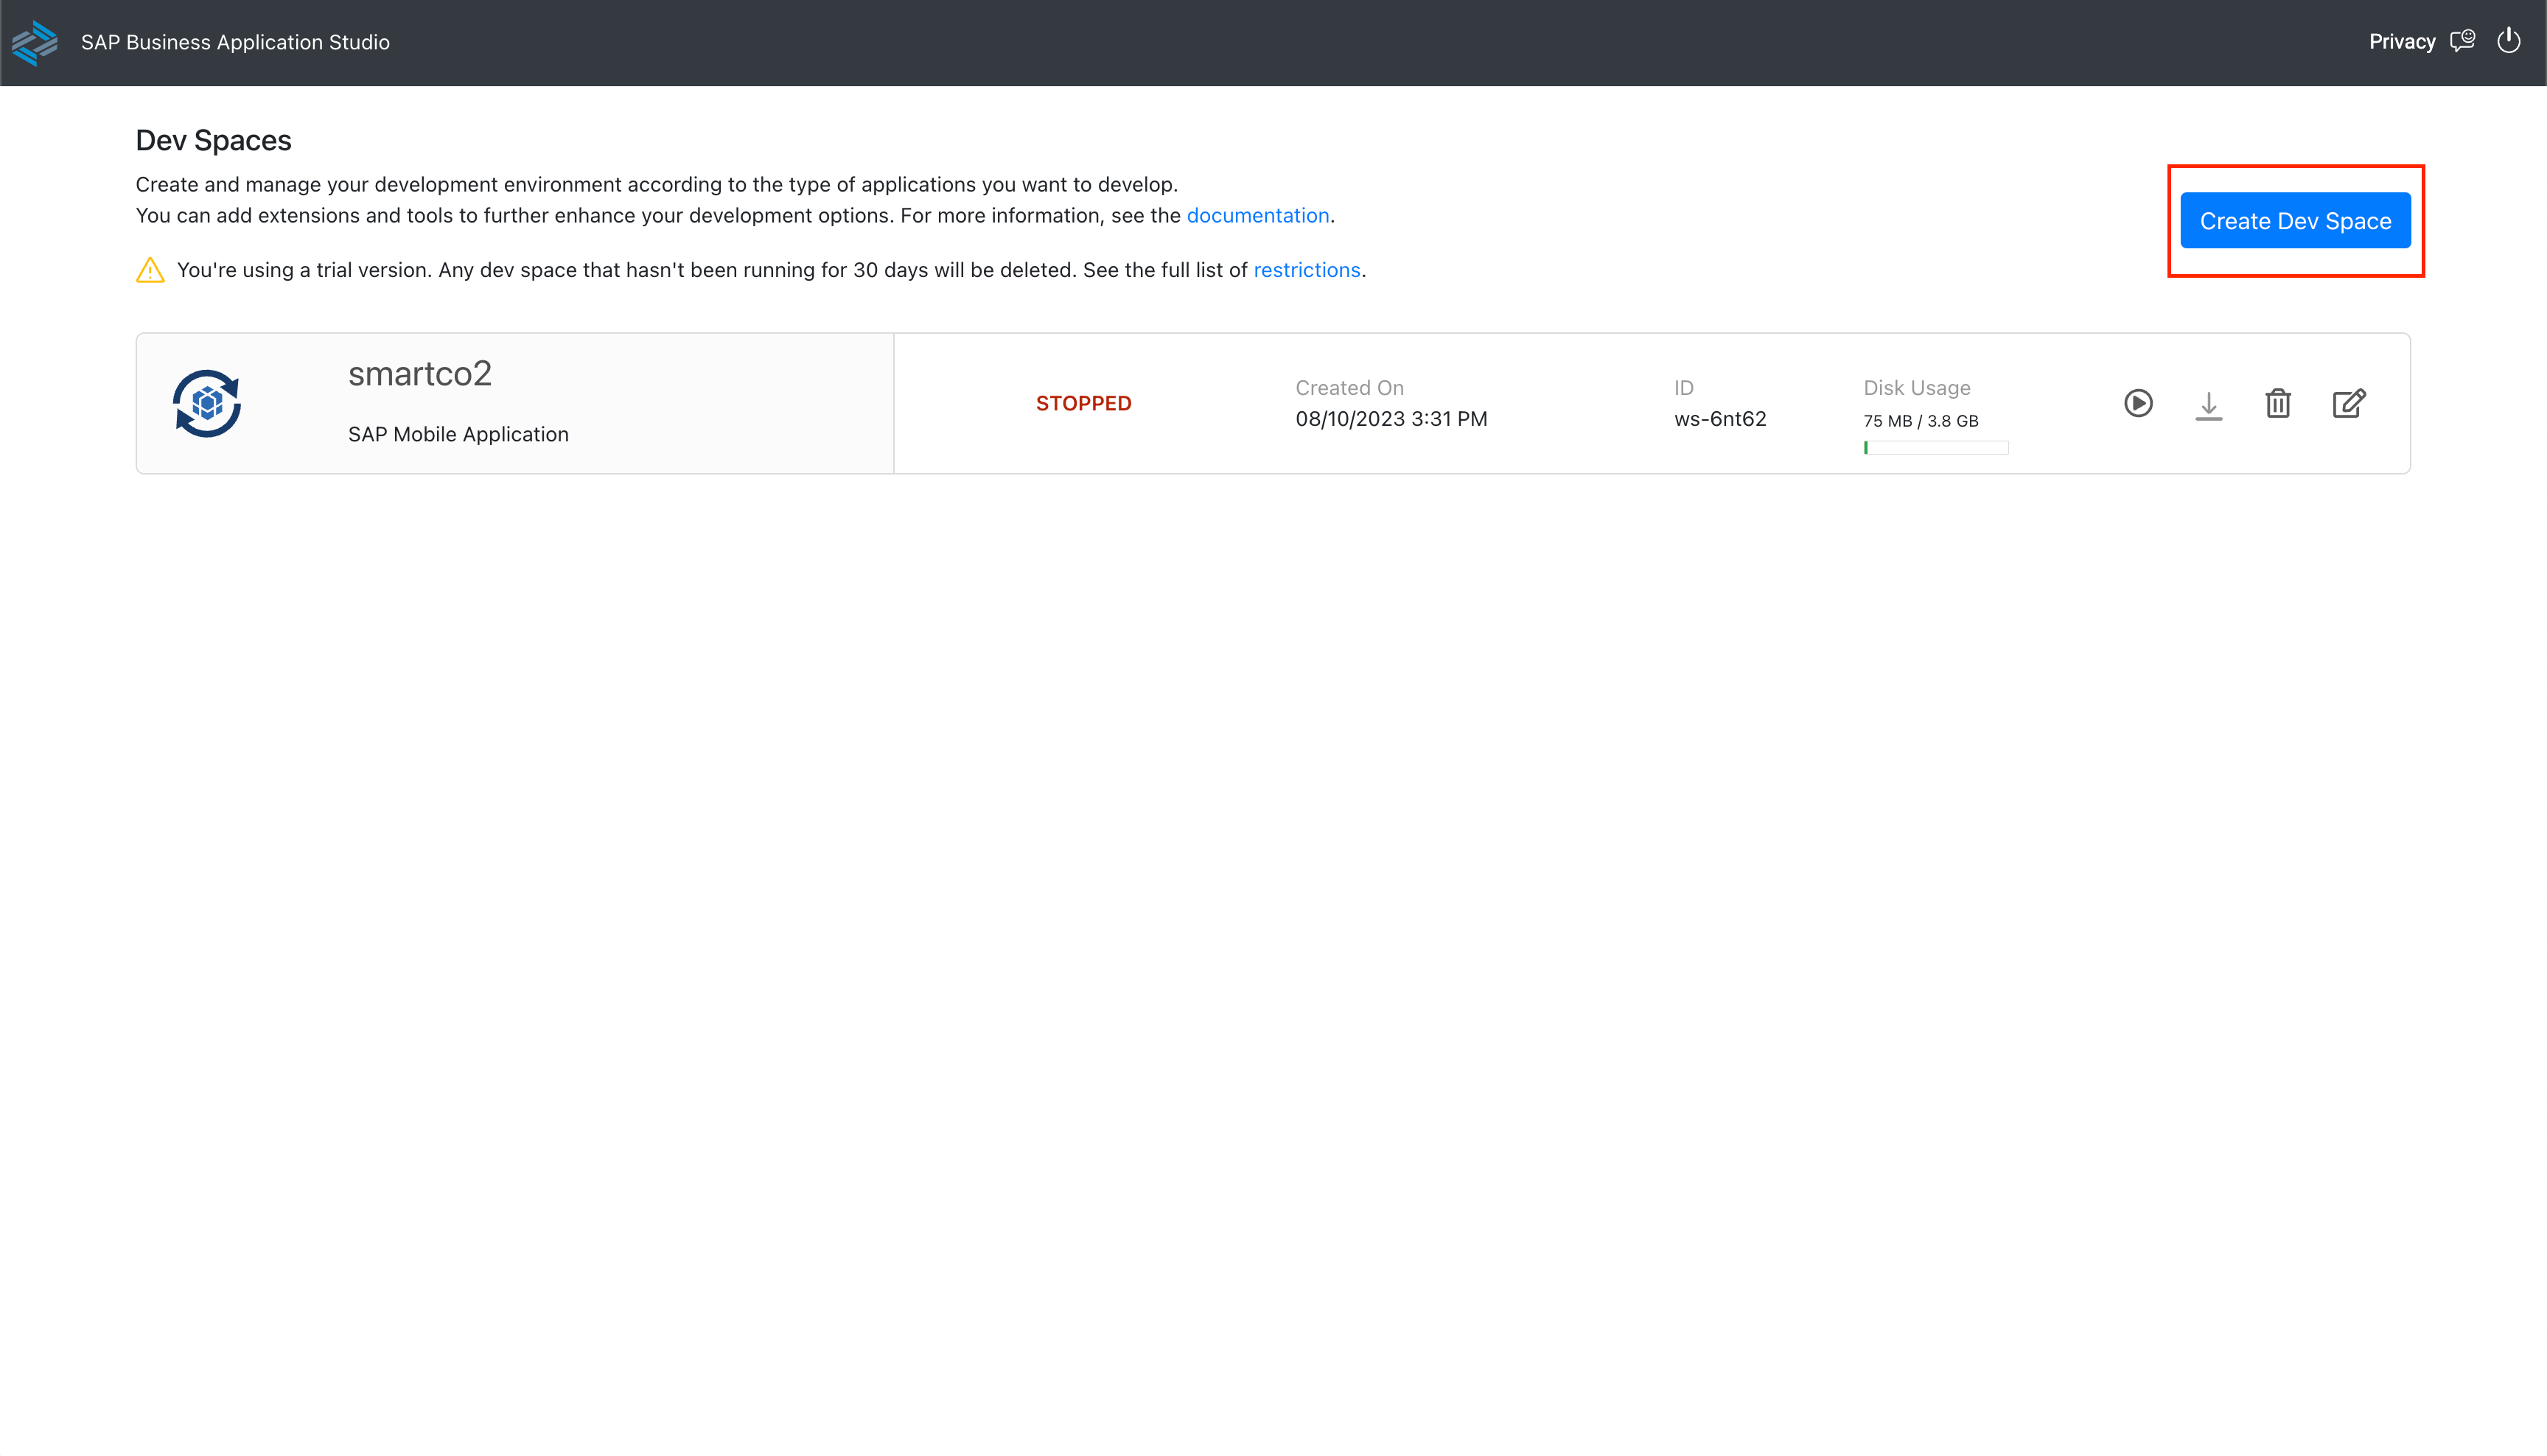 SAP Business Application Studio
Privacy
Dev Spaces
Create and manage your development environment according to the type of applications you want to develop.
You can add extensions and tools to further enhance your development options. For more information, see the documentation.
Create Dev Space
You're using a trial version. Any dev space that hasn't been running for 30 days will be deleted. See the full list of restrictions.
smartco2
SAP Mobile Application
STOPPED
Created On
08/10/2023 3:31 PM
ID
ws-6nt62
Disk Usage
75 MB / 3.8 GB